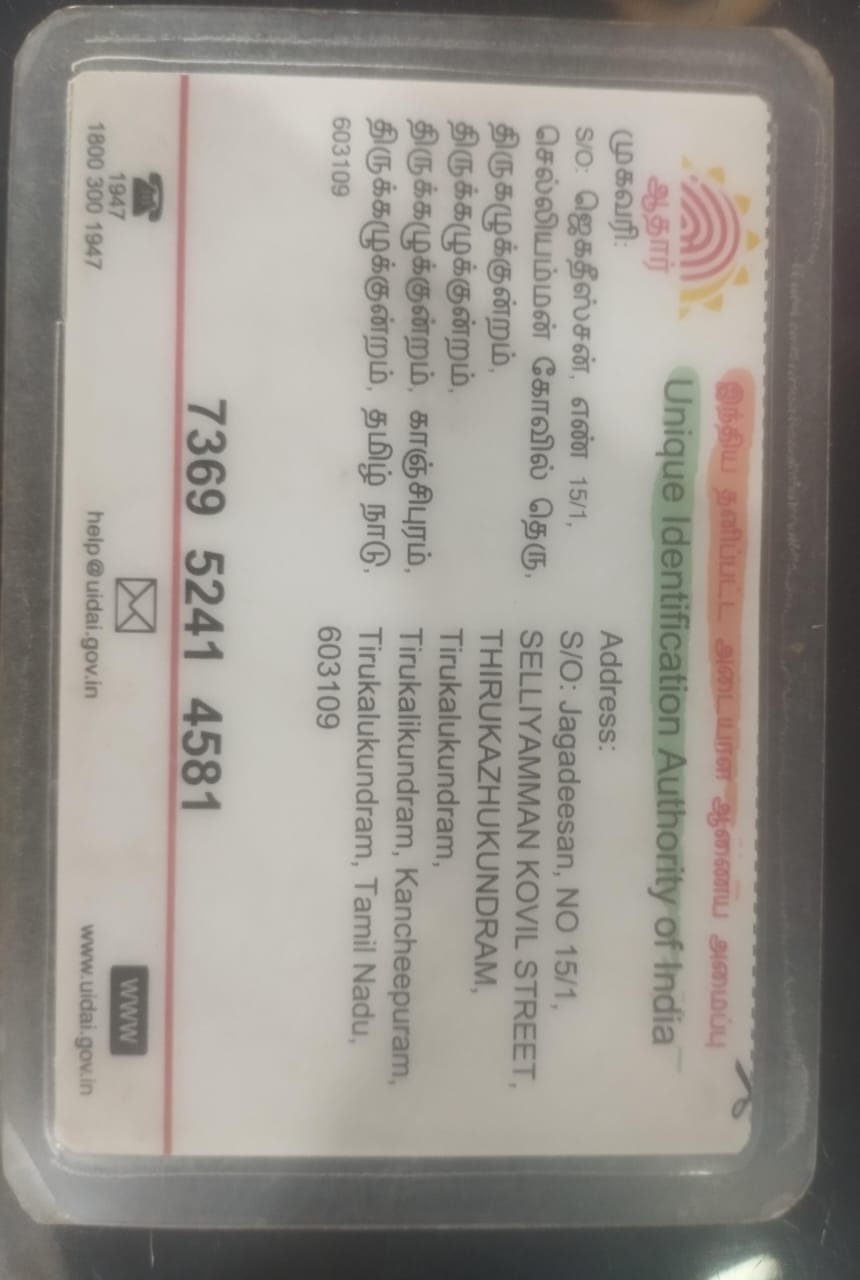 இந்திய தனிப்பட்ட அடையாள ஆணைய அமைப்பு
Unique Identification Authority of India
ஆதார்
முகவரி:
S/O: ஜெகதீஸ்சன், எண் 15/1,
செல்லியம்மன் கோவில் தெரு,
திருகழுக்குன்றம்,
திருக்கழுக்குன்றம்,
திருக்கழுக்குன்றம், காஞ்சிபுரம்,
திருக்கழுக்குன்றம், தமிழ் நாடு,
603109
Address:
S/O: Jagadeesan, NO 15/1,
SELLIYAMMAN KOVIL STREET,
THIRUKAZHUKUNDRAM,
Tirukalukundram,
Tirukalikundram, Kancheepuram,
Tirukalukundram, Tamil Nadu,
603109
7369 5241 4581
1947
1800 300 1947
help@uidai.gov.in
WWW
www.uidai.gov.in